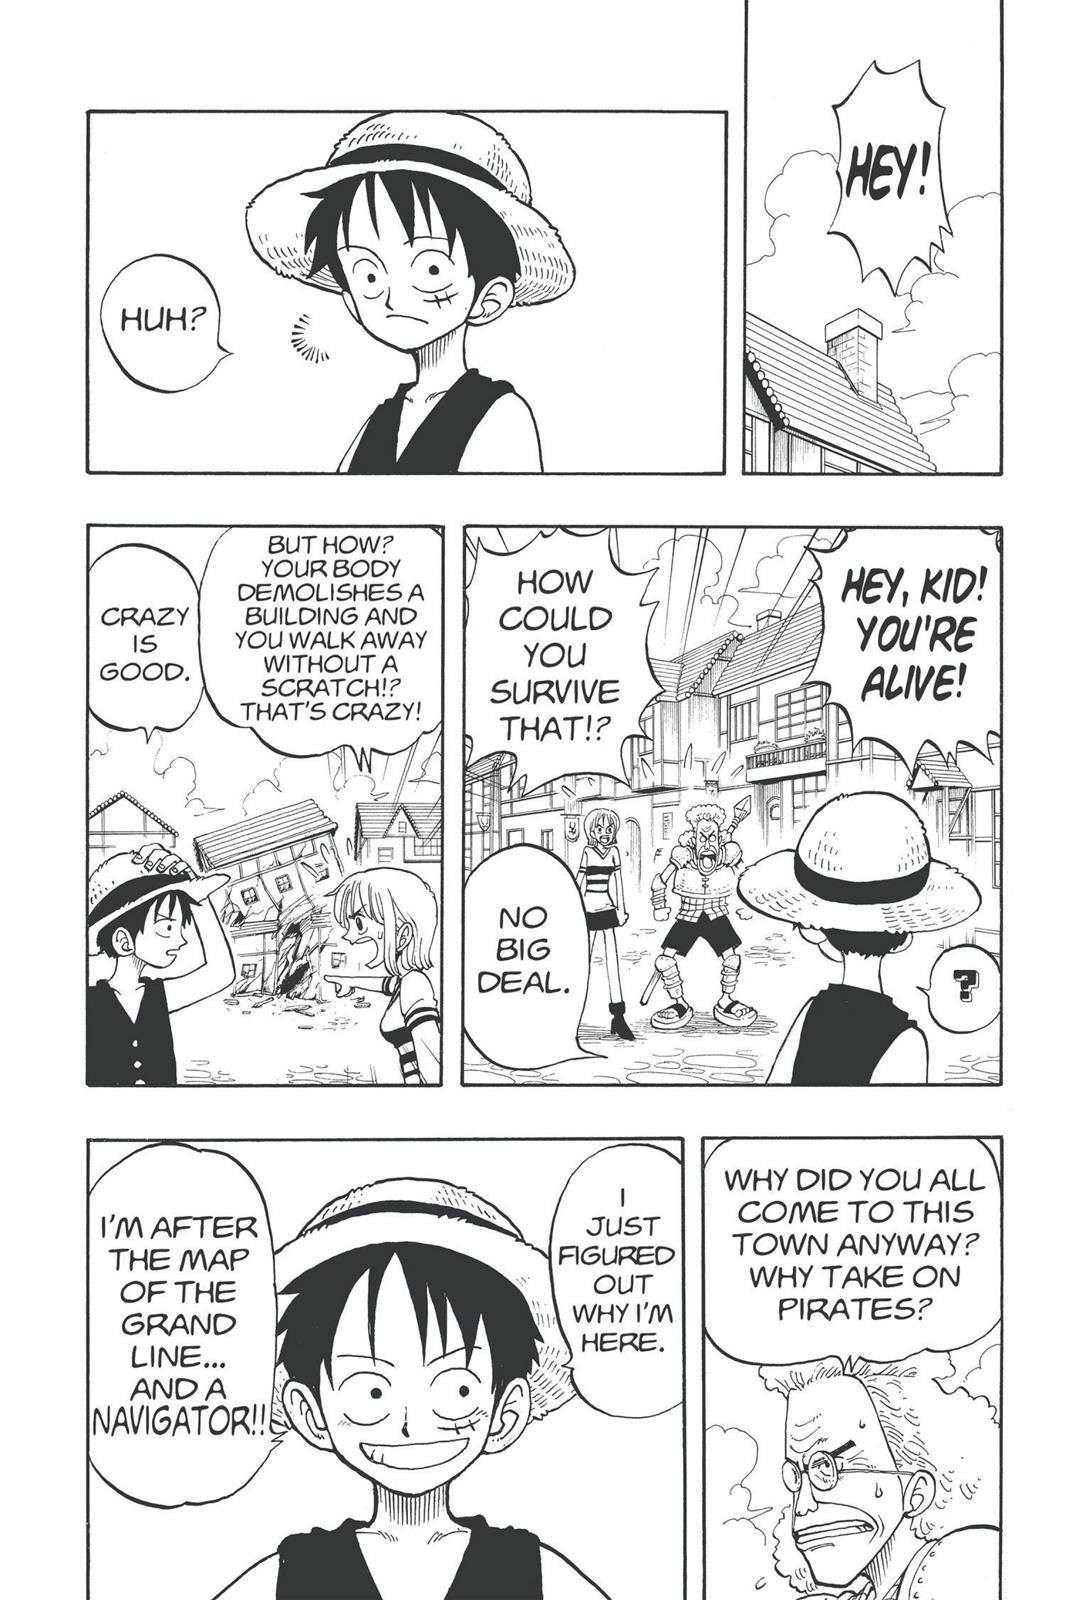 HEY!
HUH?
HEY, KID!
YOU'RE
ALIVE!
HOW
COULD
YOU
SURVIVE
THAT!?
?
NO
BIG
DEAL.
BUT HOW?
YOUR BODY
DEMOLISHES A
BUILDING AND
YOU WALK AWAY
WITHOUT A
SCRATCH!?
THAT'S CRAZY!
CRAZY
IS
GOOD.
WHY DID YOU ALL
COME TO THIS
TOWN ANYWAY?
WHY TAKE ON
PIRATES?
I
JUST
FIGURED
OUT
WHY I'M
HERE.
I'M AFTER
THE MAP
OF THE
GRAND
LINE...
AND A
NAVIGATOR!!